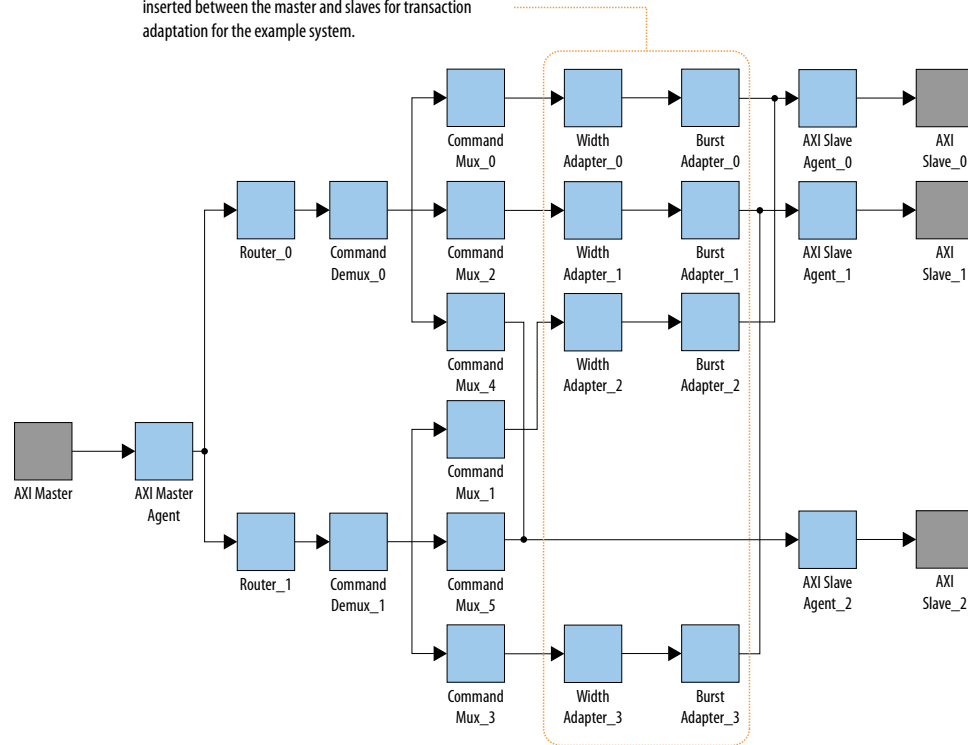 inserted between the master and slaves for transaction
adaptation for the example system.
Command
Mux_0
Width
Adapter_0
Burst
Adapter_0
AXI Slave
Agent_0
AXI
Slave_0
Router_0
Command
Demux_0
Command
Mux_2
Width
Adapter_1
Burst
Adapter_1
AXI Slave
Agent_1
AXI
Slave_1
Command
Mux_4
Width
Adapter_2
Burst
Adapter_2
AXI Master
AXI Master
Agent
Command
Mux_1
Router_1
Command
Demux_1
Command
Mux_5
AXI Slave
Agent_2
AXI
Slave_2
Command
Mux_3
Width
Adapter_3
Burst
Adapter_3